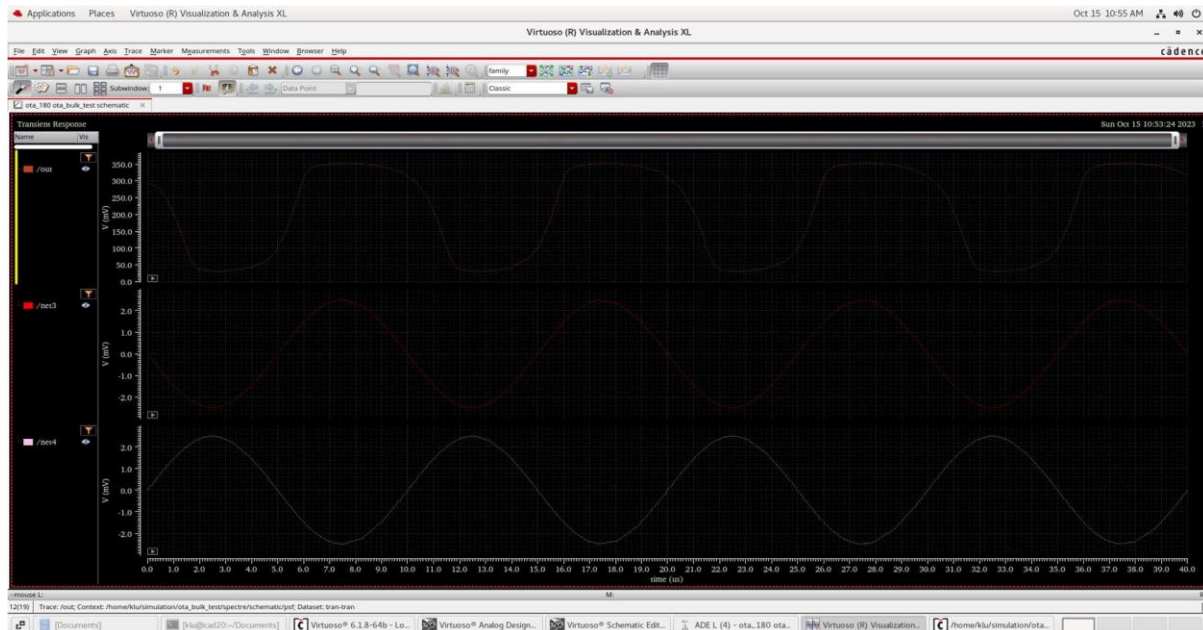 Applications Places Virtuoso (R) Visualization & Analysis XL Oct 15 10:55 AM
Virtuoso (R) Visualization & Analysis XL
File Edit View Graph Axis Trace Marker Measurements Tools Window Browser Help cādence
family
Subwindow: 1 Data Point Classic
ota_180 ota_bulk_test schematic
Transient Response Sun Oct 15 10:53:24 2023
Name Vis
/out
350.0
300.0
250.0
200.0
150.0
100.0
50.0
0.0
V (mV)
/net3
2.0
1.0
0.0
-1.0
-2.0
V (mV)
/net4
2.0
1.0
0.0
-1.0
-2.0
V (mV)
0.0 1.0 2.0 3.0 4.0 5.0 6.0 7.0 8.0 9.0 10.0 11.0 12.0 13.0 14.0 15.0 16.0 17.0 18.0 19.0 20.0 21.0 22.0 23.0 24.0 25.0 26.0 27.0 28.0 29.0 30.0 31.0 32.0 33.0 34.0 35.0 36.0 37.0 38.0 39.0 40.0
time (us)
mouse L: M:
12(19) Trace: /out; Context: /home/klu/simulation/ota_bulk_test/spectre/schematic/psf; Dataset: tran-tran
[Documents] [klu@cad20:~/Documents] Virtuoso® 6.1.8-64b - Lo... Virtuoso® Analog Design... Virtuoso® Schematic Edit... ADE L (4) - ota_180 ota... Virtuoso (R) Visualization... /home/klu/simulation/ota...